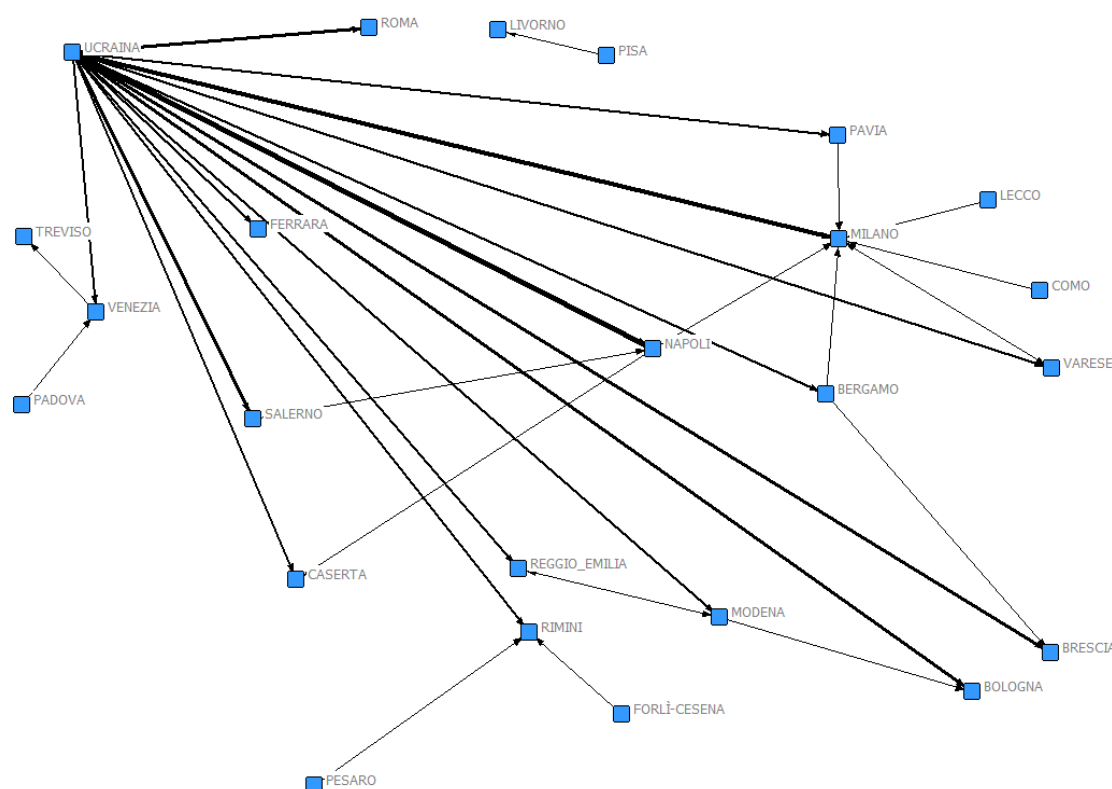 ROMA
LIVORNO
UCRAINA
PISA
PAVIA
LECCO
FERRARA
TREVISO
MILANO
COMO
VENEZIA
NAPOLI
VARESE
BERGAMO
PADOVA
SALERNO
REGGIO_EMILIA
CASERTA
MODENA
RIMINI
BRESCIA
BOLOGNA
FORLÌ-CESENA
PESARO